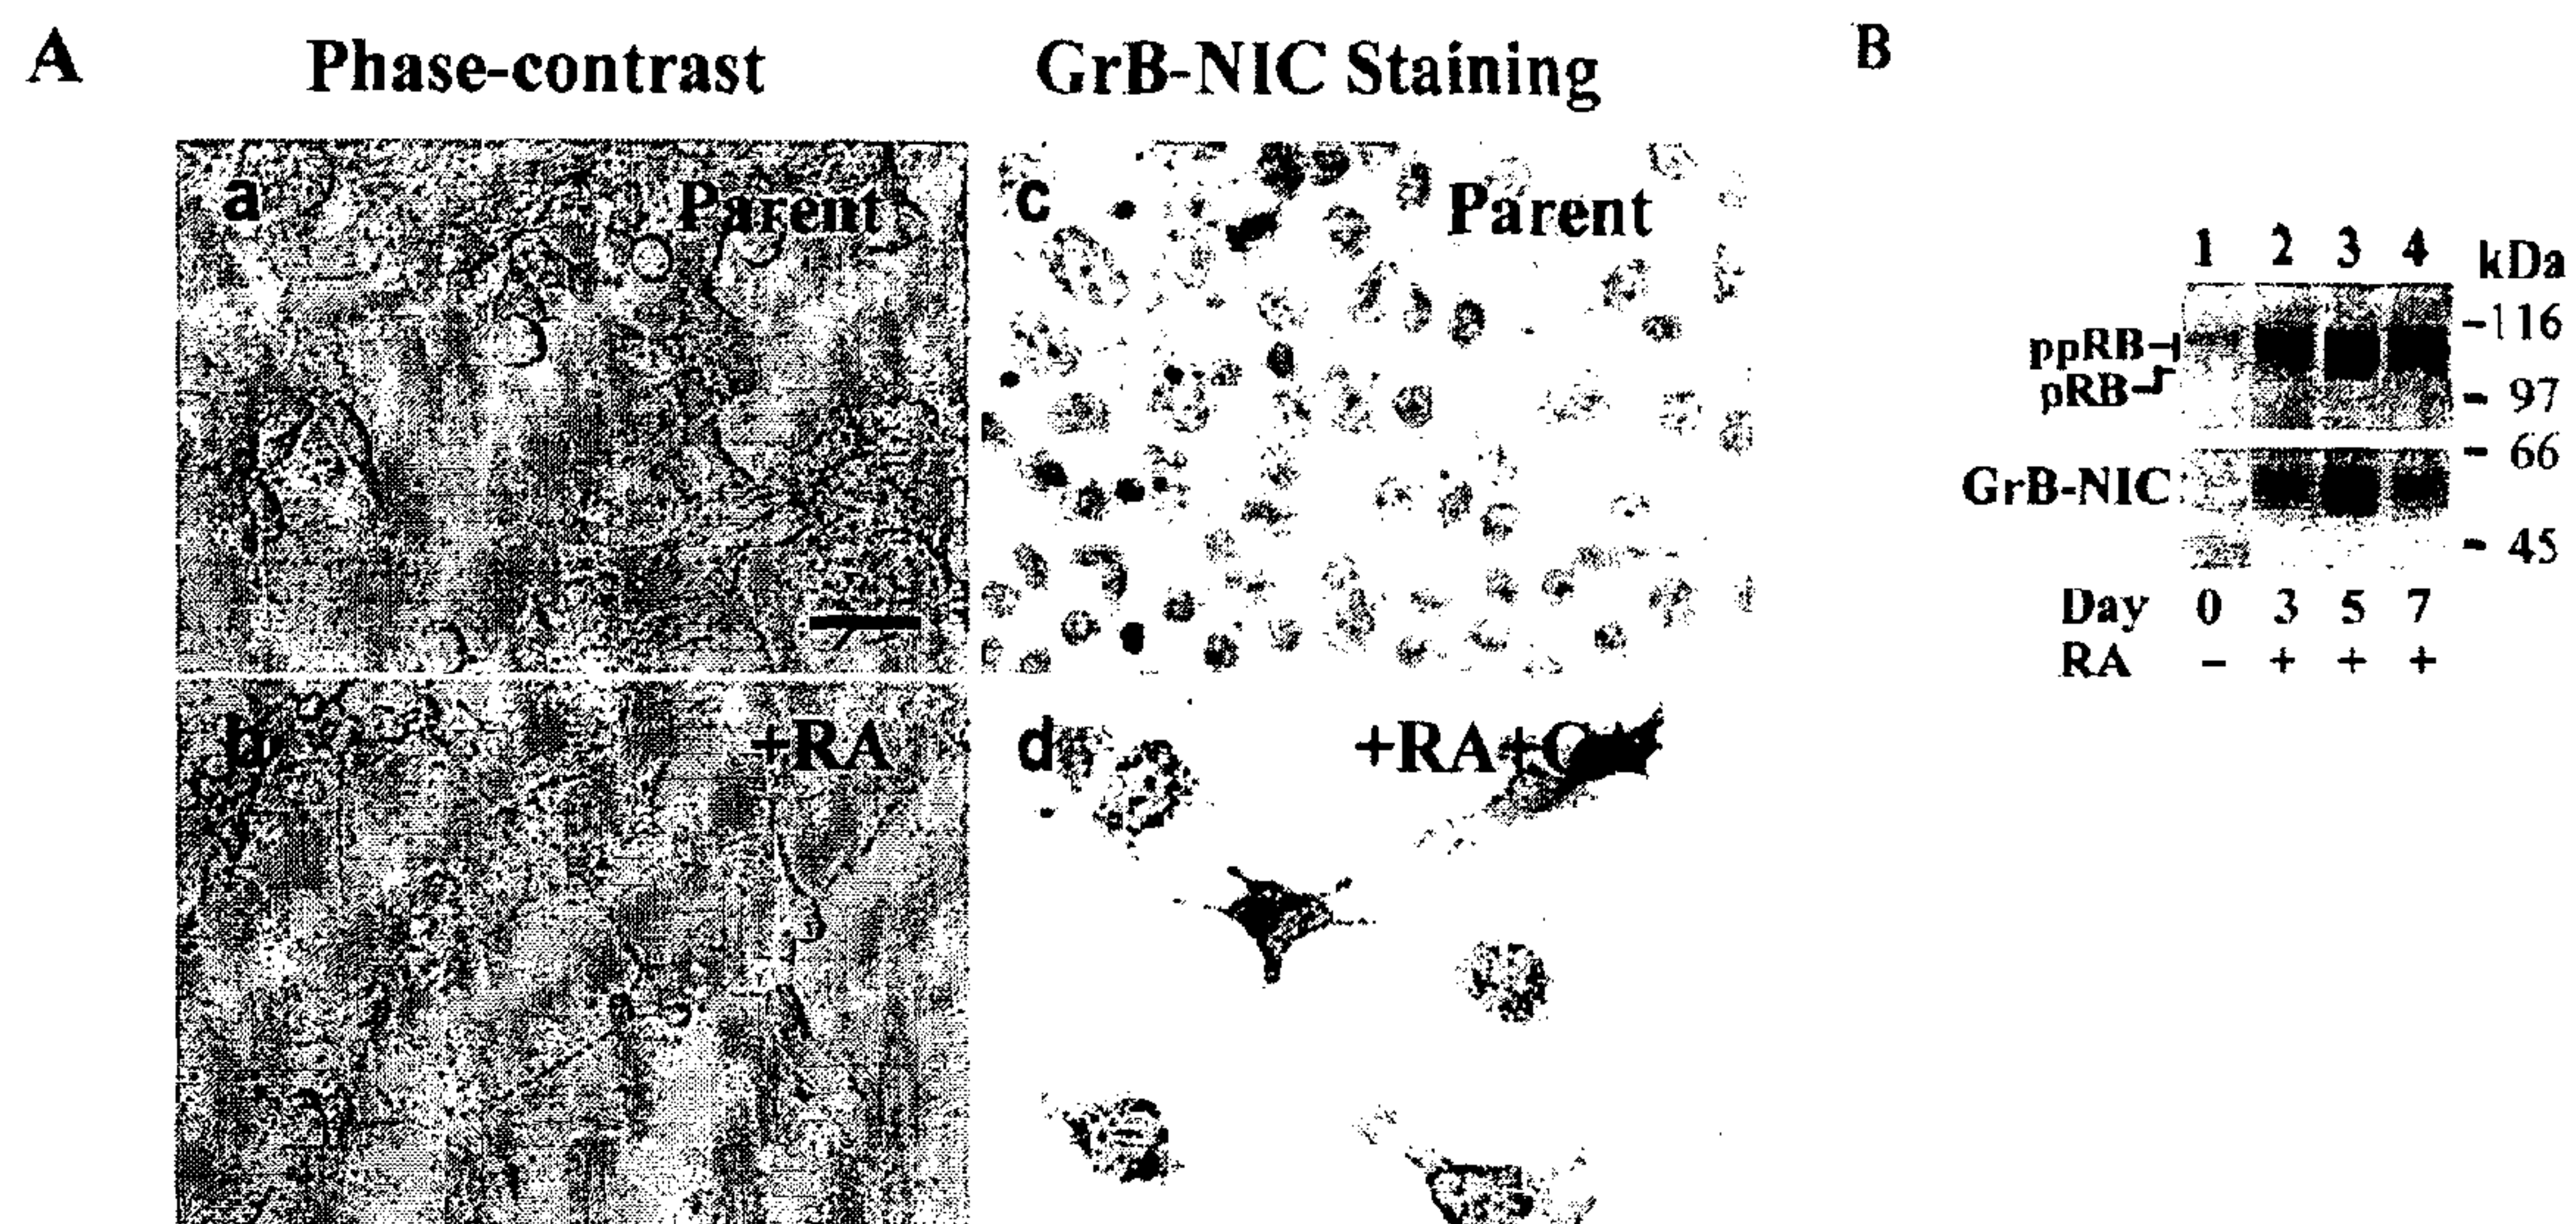 A
Phase-contrast
GrB-NIC Staining
B
a
Parent
c
Parent
b
+RA
d
+RA+
1 2 3 4 kDa
ppRB
-116
pRB
- 97
- 66
GrB-NIC
- 45
Day 0 3 5 7
RA - + + +